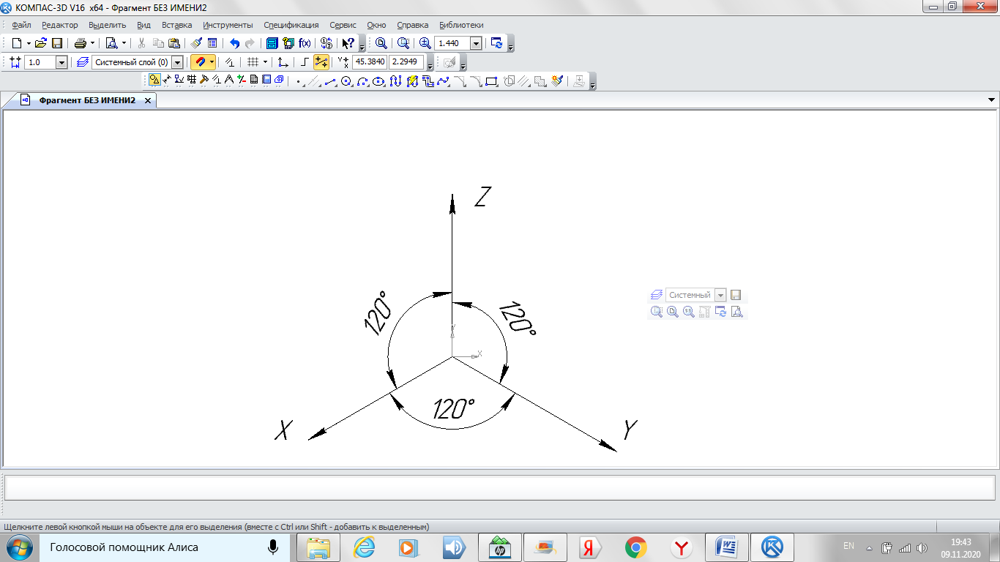 КОМПАС-3D V16 x64 - Фрагмент БЕЗ ИМЕНИ2
Файл Редактор Выделить Вид Вставка Инструменты Спецификация Сервис Окно Справка Библиотеки
f(x) 1.440
1.0 Системный слой (0) 45.3840 2.2949
Фрагмент БЕЗ ИМЕНИ2
Z
120°
120°
Системный
Y
X
120°
X
Y
Щелкните левой кнопкой мыши на объекте для его выделения (вместе с Ctrl или Shift - добавить к выделенным)
Голосовой помощник Алиса
EN
19:43
09.11.2020